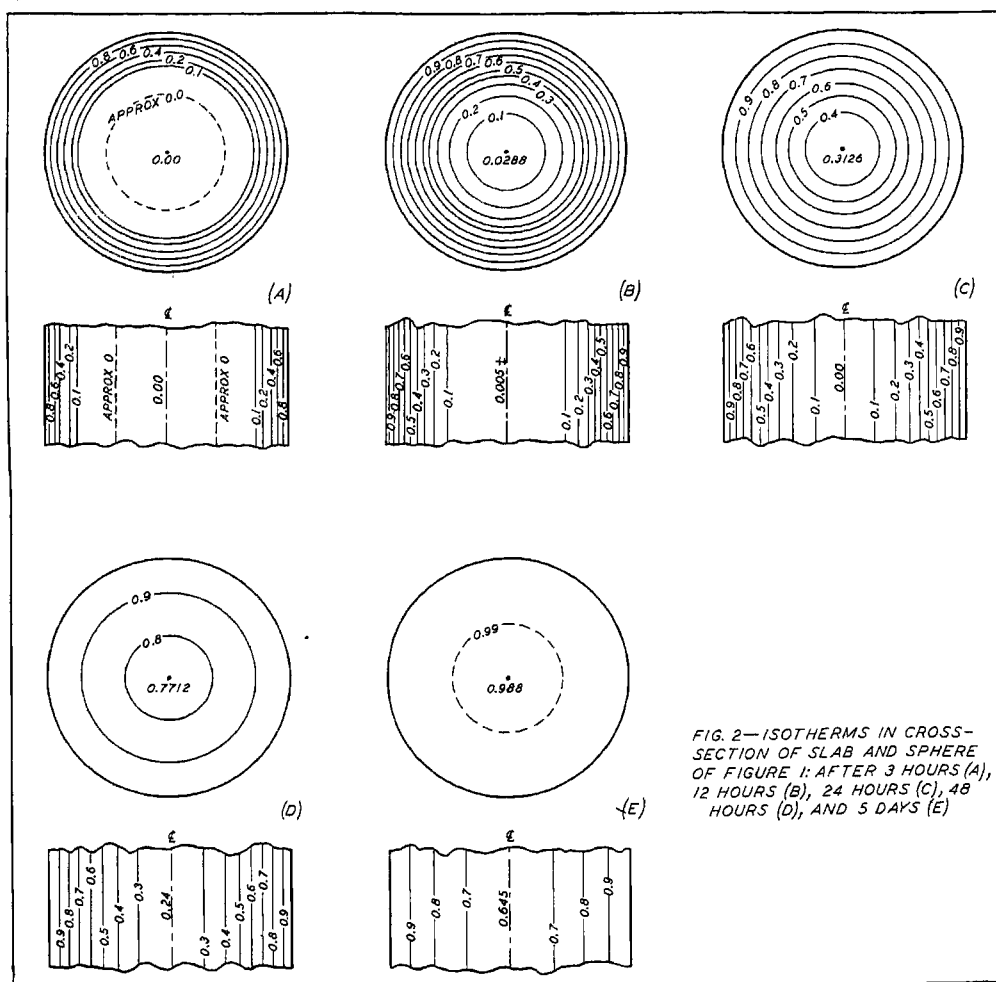 0.8 0.6 0.4 0.2 0.1
APPROX 0.0
0.00
(A)
0.8 0.6 0.4 0.2 0.1
APPROX 0
℄
0.00
APPROX 0
0.1 0.2 0.4 0.6 0.8
0.9 0.8 0.7 0.6 0.5 0.4 0.3
0.2 0.1
0.0288
(B)
0.9 0.8 0.7 0.6 0.5 0.4 0.3 0.2 0.1
℄
0.005 ±
0.1 0.2 0.3 0.4 0.5 0.6 0.7 0.8 0.9
0.9 0.8 0.7 0.6 0.5 0.4
0.3126
(C)
0.9 0.8 0.7 0.6 0.5 0.4 0.3 0.2 0.1
℄
0.00
0.1 0.2 0.3 0.4 0.5 0.6 0.7 0.8 0.9
0.9
0.8
0.7712
(D)
0.9 0.8 0.7 0.6 0.5 0.4 0.3
℄
0.24
0.3 0.4 0.5 0.6 0.7 0.8 0.9
0.99
0.988
(E)
0.9 0.8 0.7
℄
0.645
0.7 0.8 0.9
FIG. 2—ISOTHERMS IN CROSS-
SECTION OF SLAB AND SPHERE
OF FIGURE 1: AFTER 3 HOURS (A),
12 HOURS (B), 24 HOURS (C), 48
HOURS (D), AND 5 DAYS (E)